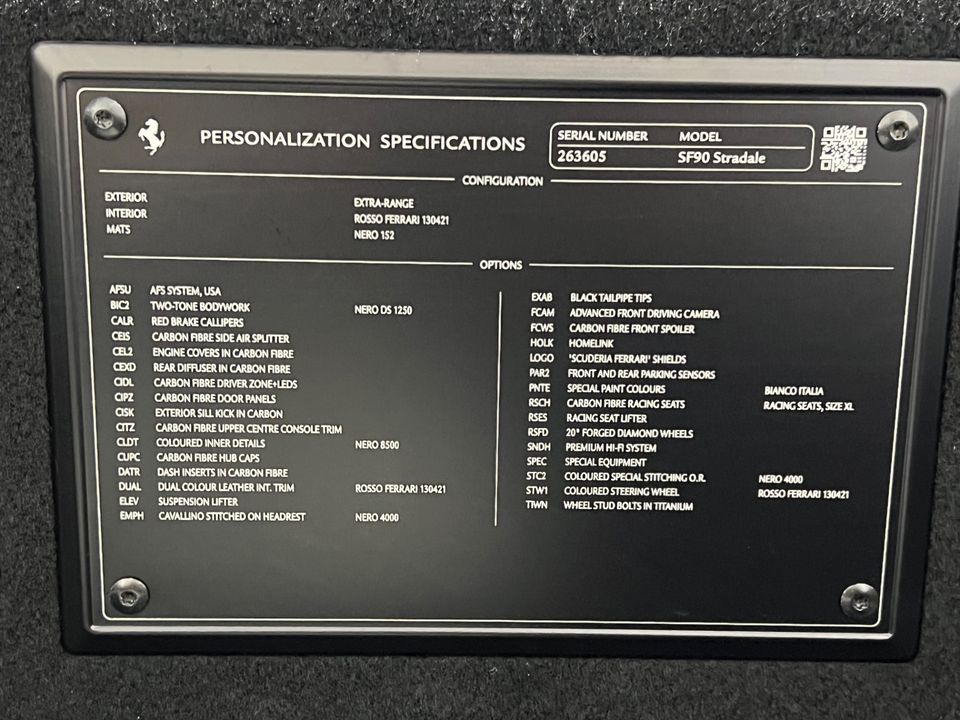 PERSONALIZATION SPECIFICATIONS
SERIAL NUMBER MODEL
263605 SF90 Stradale
CONFIGURATION
EXTERIOR EXTRA-RANGE
INTERIOR ROSSO FERRARI 130421
MATS NERO 152
OPTIONS
AFSU AFS SYSTEM, USA
BIC2 TWO-TONE BODYWORK NERO DS 1250
CALR RED BRAKE CALLIPERS
CEIS CARBON FIBRE SIDE AIR SPLITTER
CEL2 ENGINE COVERS IN CARBON FIBRE
CEXD REAR DIFFUSER IN CARBON FIBRE
CIDL CARBON FIBRE DRIVER ZONE+LEDS
CIPZ CARBON FIBRE DOOR PANELS
CISK EXTERIOR SILL KICK IN CARBON
CITZ CARBON FIBRE UPPER CENTRE CONSOLE TRIM
CLDT COLOURED INNER DETAILS NERO 8500
CUPC CARBON FIBRE HUB CAPS
DATR DASH INSERTS IN CARBON FIBRE
DUAL DUAL COLOUR LEATHER INT. TRIM ROSSO FERRARI 130421
ELEV SUSPENSION LIFTER
EMPH CAVALLINO STITCHED ON HEADREST NERO 4000
EXAB BLACK TAILPIPE TIPS
FCAM ADVANCED FRONT DRIVING CAMERA
FCWS CARBON FIBRE FRONT SPOILER
HOLK HOMELINK
LOGO 'SCUDERIA FERRARI' SHIELDS
PAR2 FRONT AND REAR PARKING SENSORS
PNTE SPECIAL PAINT COLOURS BIANCO ITALIA
RSCH CARBON FIBRE RACING SEATS RACING SEATS, SIZE XL
RSES RACING SEAT LIFTER
RSFD 20" FORGED DIAMOND WHEELS
SNDH PREMIUM HI-FI SYSTEM
SPEC SPECIAL EQUIPMENT
STC2 COLOURED SPECIAL STITCHING O.R. NERO 4000
STW1 COLOURED STEERING WHEEL ROSSO FERRARI 130421
TIWN WHEEL STUD BOLTS IN TITANIUM